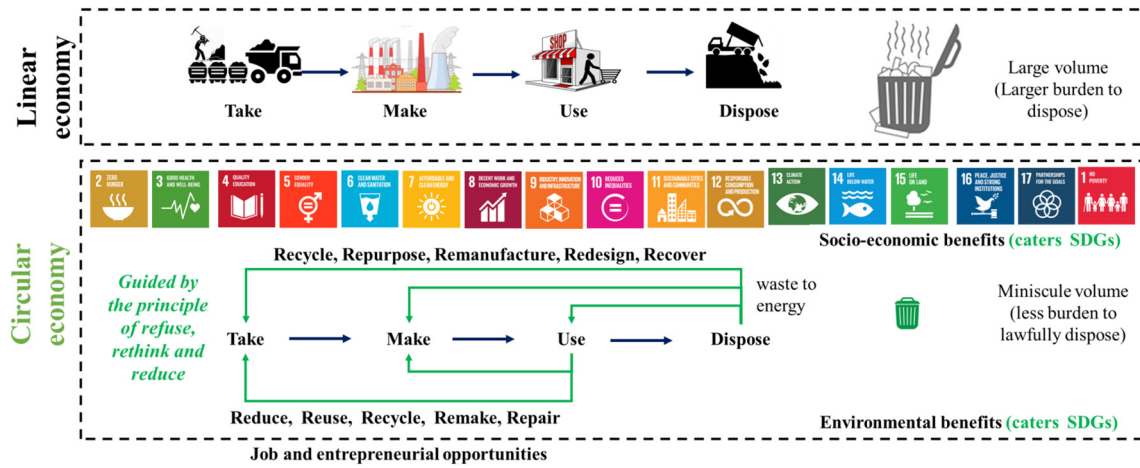 Linear
economy
SHOP
Take
Make
Use
Dispose
Large volume
(Larger burden to
dispose)
Circular
economy
2 ZERO
HUNGER
3 GOOD HEALTH
AND WELL-BEING
4 QUALITY
EDUCATION
5 GENDER
EQUALITY
6 CLEAN WATER
AND SANITATION
7 AFFORDABLE AND
CLEAN ENERGY
8 DECENT WORK AND
ECONOMIC GROWTH
9 INDUSTRY, INNOVATION
AND INFRASTRUCTURE
10 REDUCED
INEQUALITIES
11 SUSTAINABLE CITIES
AND COMMUNITIES
12 RESPONSIBLE
CONSUMPTION
AND PRODUCTION
13 CLIMATE
ACTION
14 LIFE
BELOW WATER
15 LIFE
ON LAND
16 PEACE, JUSTICE
AND STRONG
INSTITUTIONS
17 PARTNERSHIPS
FOR THE GOALS
1 NO
POVERTY
Socio-economic benefits (caters SDGs)
Recycle, Repurpose, Remanufacture, Redesign, Recover
Guided by
the principle
of refuse,
rethink and
reduce
waste to
energy
Miniscule volume
(less burden to
lawfully dispose)
Take
Make
Use
Dispose
Reduce, Reuse, Recycle, Remake, Repair
Environmental benefits (caters SDGs)
Job and entrepreneurial opportunities